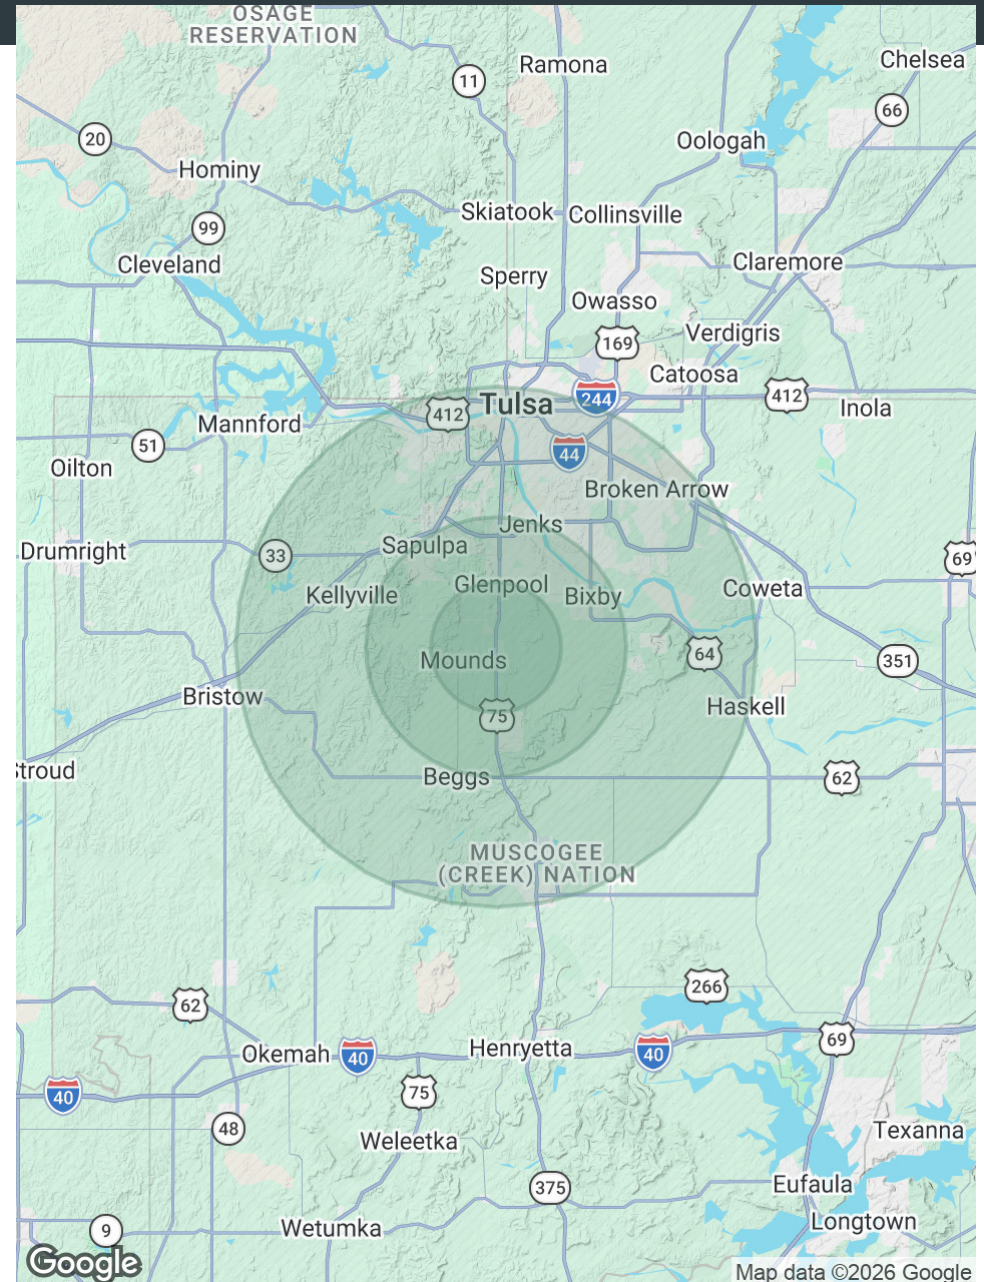 OSAGE
RESERVATION
Ramona
Chelsea
11
66
20
Oologah
Hominy
Skiatook
Collinsville
99
Cleveland
Claremore
Sperry
Owasso
169
Verdigris
Catoosa
244
412
Tulsa
412
Inola
Mannford
51
44
Oilton
Broken Arrow
Jenks
Drumright
Sapulpa
33
69
Glenpool
Kellyville
Bixby
Coweta
Mounds
64
351
Bristow
Haskell
75
Stroud
Beggs
62
MUSCOGEE
(CREEK) NATION
266
62
69
Okemah
40
Henryetta
40
40
75
48
Weleetka
Texanna
375
Eufaula
9
Wetumka
Longtown
Google
Map data ©2026 Google